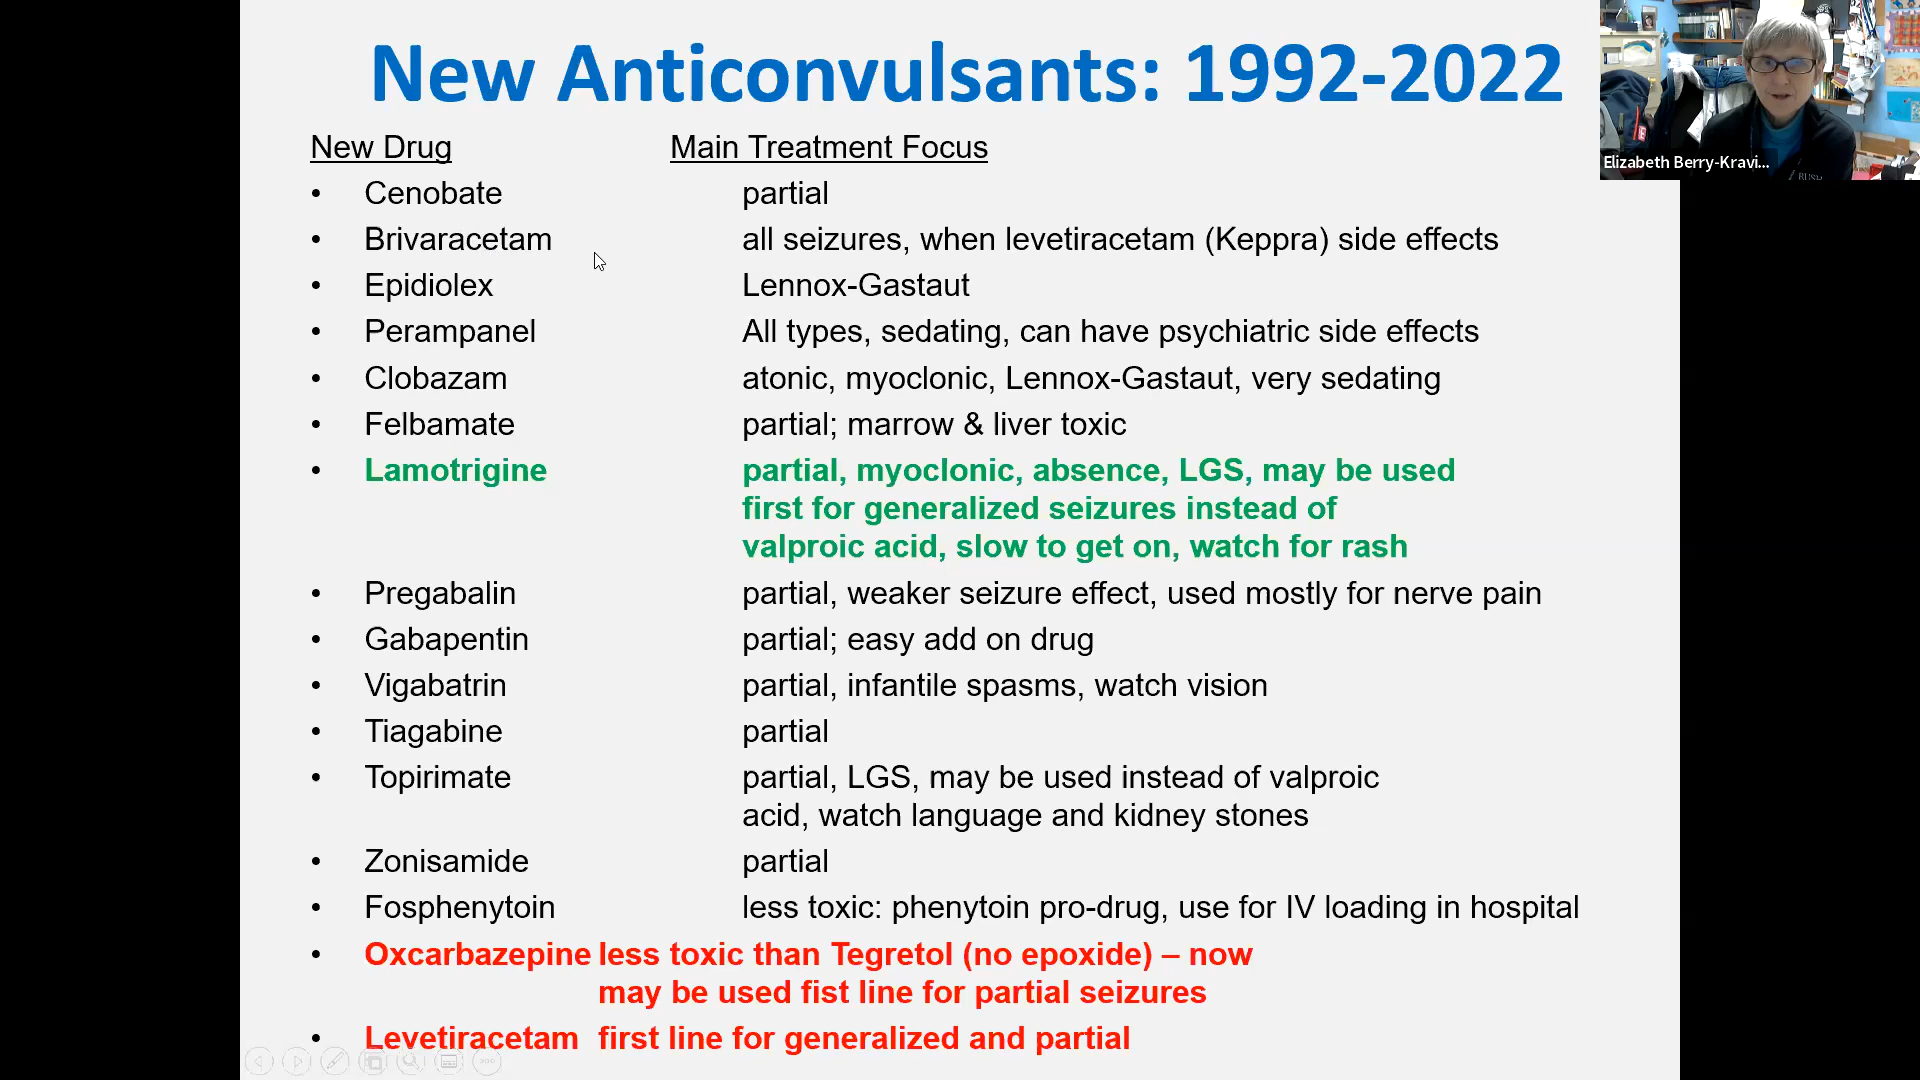 New Anticonvulsants: 1992-2022
Elizabeth Berry-Kravi...
RUSH
New Drug Main Treatment Focus
• Cenobate partial
• Brivaracetam all seizures, when levetiracetam (Keppra) side effects
• Epidiolex Lennox-Gastaut
• Perampanel All types, sedating, can have psychiatric side effects
• Clobazam atonic, myoclonic, Lennox-Gastaut, very sedating
• Felbamate partial; marrow & liver toxic
• Lamotrigine partial, myoclonic, absence, LGS, may be used
first for generalized seizures instead of
valproic acid, slow to get on, watch for rash
• Pregabalin partial, weaker seizure effect, used mostly for nerve pain
• Gabapentin partial; easy add on drug
• Vigabatrin partial, infantile spasms, watch vision
• Tiagabine partial
• Topirimate partial, LGS, may be used instead of valproic
acid, watch language and kidney stones
• Zonisamide partial
• Fosphenytoin less toxic: phenytoin pro-drug, use for IV loading in hospital
• Oxcarbazepine less toxic than Tegretol (no epoxide) – now
may be used fist line for partial seizures
• Levetiracetam first line for generalized and partial